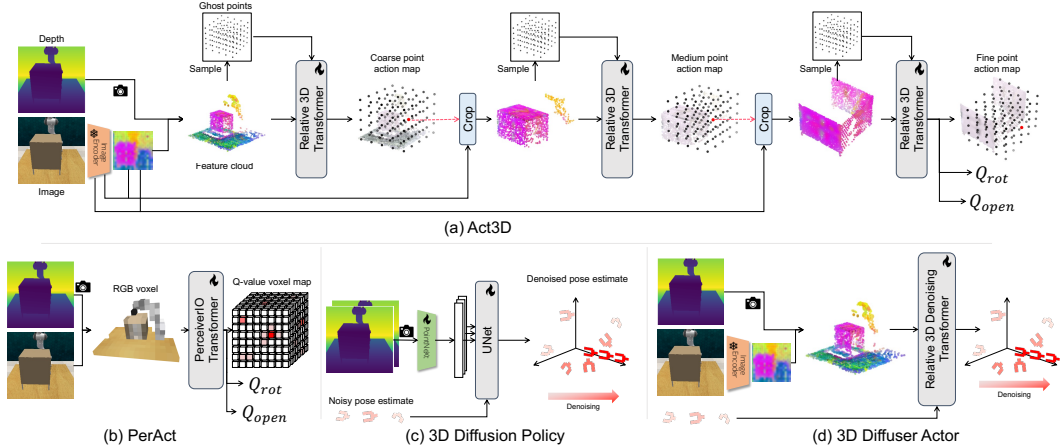 Ghost points
Depth
Sample
Relative 3D
Transformer
Coarse point
action map
Crop
Sample
Relative 3D
Transformer
Medium point
action map
Crop
Sample
Relative 3D
Transformer
Fine point
action map
Image
Encoder
Image
Feature cloud
Q_rot
Q_open
(a) Act3D
RGB voxel
PerceiverIO
Transformer
Q-value voxel map
Q_rot
Q_open
(b) PerAct
PointNeXt
UNet
Denoised pose estimate
Noisy pose estimate
Denoising
(c) 3D Diffusion Policy
Image
Encoder
Relative 3D Denoising
Transformer
Denoising
(d) 3D Diffuser Actor